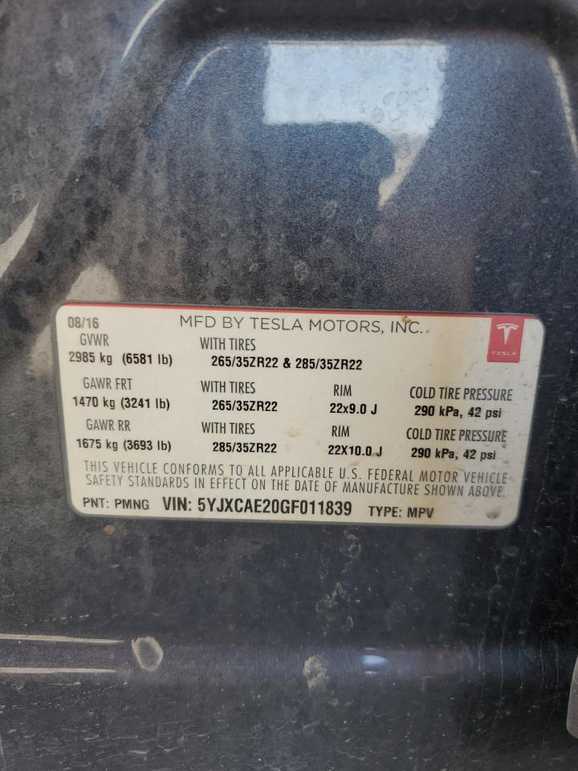 08/16 MFD BY TESLA MOTORS, INC.
TESLA
GVWR WITH TIRES
2985 kg (6581 lb) 265/35ZR22 & 285/35ZR22
GAWR FRT WITH TIRES RIM COLD TIRE PRESSURE
1470 kg (3241 lb) 265/35ZR22 22x9.0 J 290 kPa, 42 psi
GAWR RR WITH TIRES RIM COLD TIRE PRESSURE
1675 kg (3693 lb) 285/35ZR22 22X10.0 J 290 kPa, 42 psi
THIS VEHICLE CONFORMS TO ALL APPLICABLE U.S. FEDERAL MOTOR VEHICLE
SAFETY STANDARDS IN EFFECT ON THE DATE OF MANUFACTURE SHOWN ABOVE.
PNT: PMNG VIN: 5YJXCAE20GF011839 TYPE: MPV